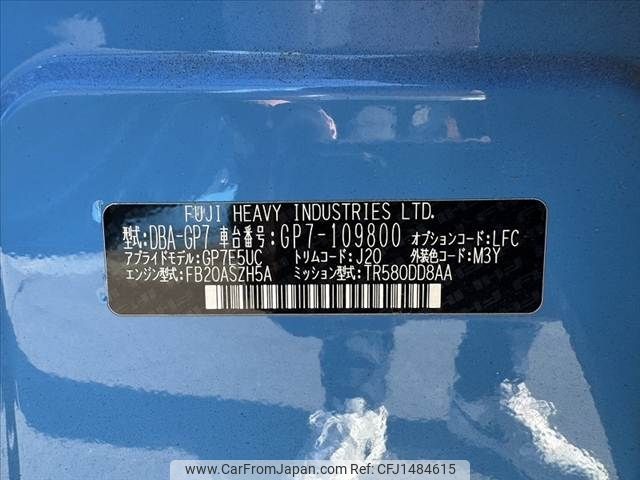 FUJI HEAVY INDUSTRIES LTD.
型式:DBA-GP7 車台番号:GP7-109800 オプションコード:LFC
アプライドモデル:GP7E5UC トリムコード:J20 外装色コード:M3Y
エンジン型式:FB20ASZH5A ミッション型式:TR580DD8AA
www.CarFromJapan.com | Ref No. CFJ1484615